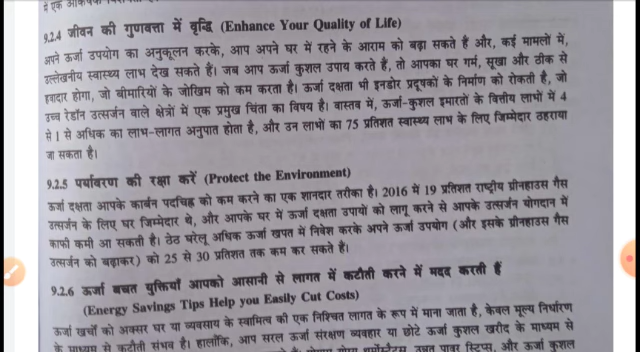 में एक
9.2.4 जीवन की गुणवत्ता में वृद्धि (Enhance Your Quality of Life)
अपने ऊर्जा उपयोग का अनुकूलन करके, आप अपने घर में रहने के आराम को बढ़ा सकते हैं और, कई मामलों में,
उल्लेखनीय स्वास्थ्य लाभ देख सकते हैं। जब आप ऊर्जा कुशल उपाय करते हैं, तो आपका घर गर्म, सूखा और ठीक से
हवादार होगा, जो बीमारियों के जोखिम को कम करता है। ऊर्जा दक्षता भी इनडोर प्रदूषकों के निर्माण को रोकती है, जो
उच्च रेडॉन उत्सर्जन वाले क्षेत्रों में एक प्रमुख चिंता का विषय है। वास्तव में, ऊर्जा-कुशल इमारतों के वित्तीय लाभों में 4
से 1 से अधिक का लाभ-लागत अनुपात होता है, और उन लाभों का 75 प्रतिशत स्वास्थ्य लाभ के लिए जिम्मेदार ठहराया
जा सकता है।
9.2.5 पर्यावरण की रक्षा करें (Protect the Environment)
ऊर्जा दक्षता आपके कार्बन पदचिह्न को कम करने का एक शानदार तरीका है। 2016 में 19 प्रतिशत राष्ट्रीय ग्रीनहाउस गैस
उत्सर्जन के लिए घर जिम्मेदार थे, और आपके घर में ऊर्जा दक्षता उपायों को लागू करने से आपके उत्सर्जन योगदान में
काफी कमी आ सकती है। ठेठ घरेलू अधिक ऊर्जा खपत में निवेश करके अपने ऊर्जा उपयोग (और इसके ग्रीनहाउस गैस
उत्सर्जन को बढ़ाकर) को 25 से 30 प्रतिशत तक कम कर सकते हैं।
9.2.6 ऊर्जा बचत युक्तियाँ आपको आसानी से लागत में कटौती करने में मदद करती हैं
(Energy Savings Tips Help you Easily Cut Costs)
ऊर्जा खर्चों को अक्सर घर या व्यवसाय के स्वामित्व की एक निश्चित लागत के रूप में माना जाता है, केवल मूल्य निर्धारण
के माध्यम से कटौती संभव है। हालाँकि, आप सरल ऊर्जा संरक्षण व्यवहार या छोटे ऊर्जा कुशल खरीद के माध्यम से
थर्मोस्टैट्स, उन्नत पावर स्ट्रिप्स, और ऊर्जा कुशल